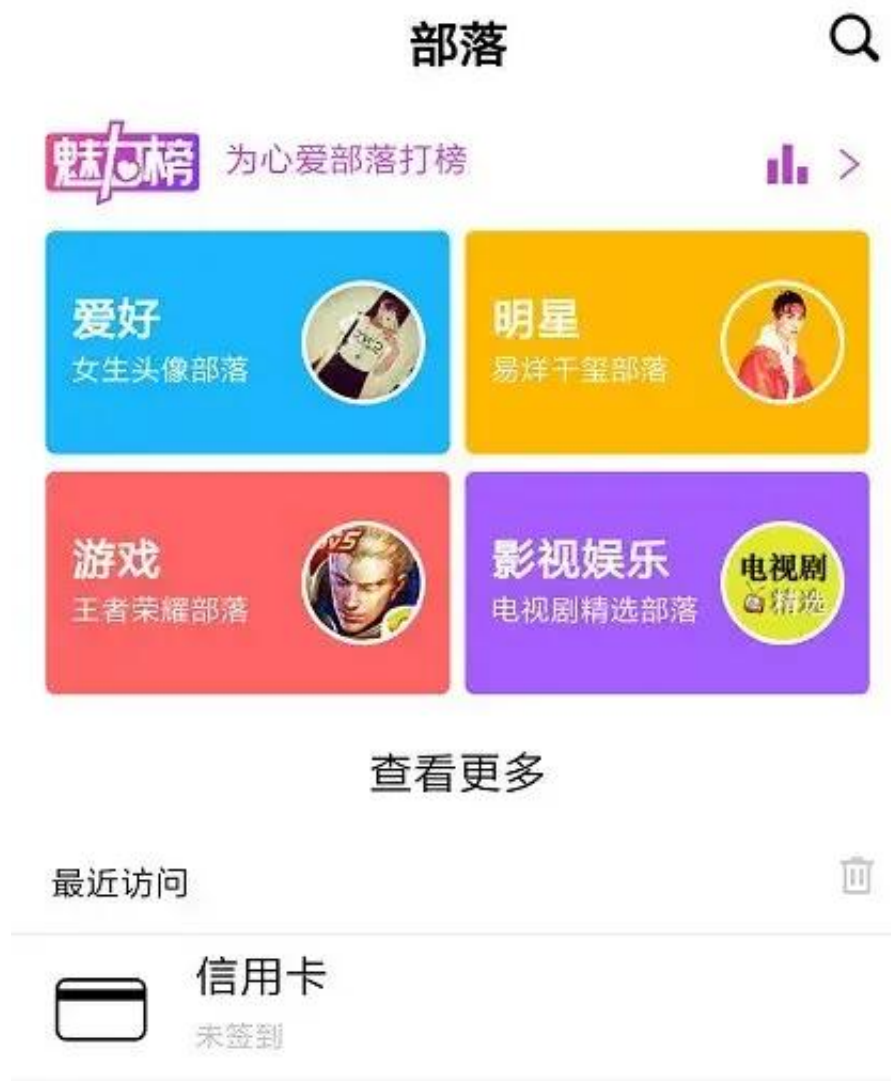 部落
魅力榜 为心爱部落打榜
爱好
女生头像部落
明星
易烊千玺部落
游戏
王者荣耀部落
V5
影视娱乐
电视剧精选部落
电视剧
精选
查看更多
最近访问
信用卡
未签到